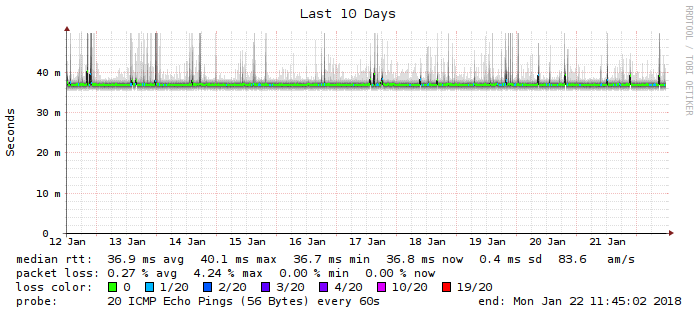 Last 10 Days
RRDTOOL / TOBI OETIKER
Seconds
40 m
30 m
20 m
10 m
0
12 Jan 13 Jan 14 Jan 15 Jan 16 Jan 17 Jan 18 Jan 19 Jan 20 Jan 21 Jan
median rtt: 36.9 ms avg 40.1 ms max 36.7 ms min 36.8 ms now 0.4 ms sd 83.6 am/s
packet loss: 0.27 % avg 4.24 % max 0.00 % min 0.00 % now
loss color: 0 1/20 2/20 3/20 4/20 10/20 19/20
probe: 20 ICMP Echo Pings (56 Bytes) every 60s end: Mon Jan 22 11:45:02 2018